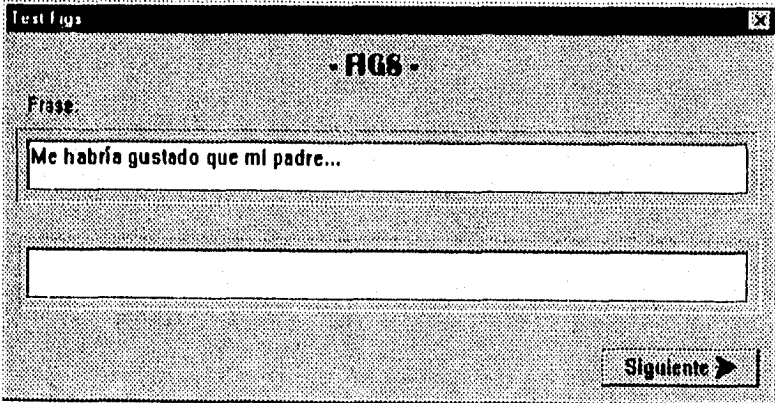 Test Figs
- FIGS -
Frase:
Me habría gustado que mi padre...
Siguiente